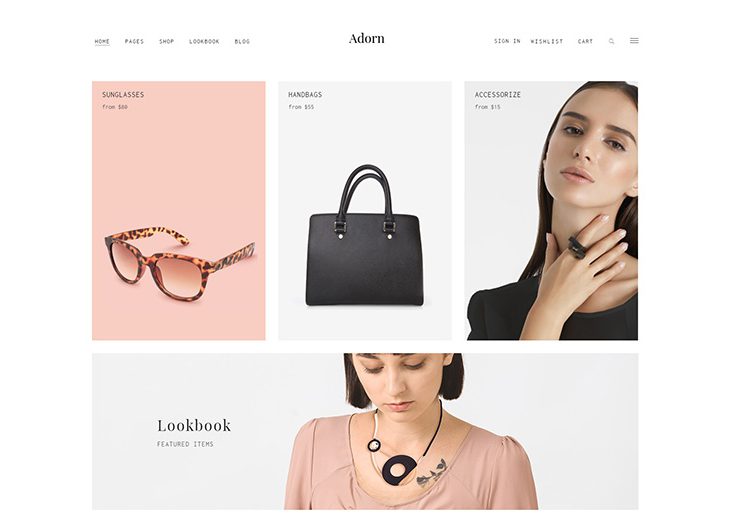 HOME PAGES SHOP LOOKBOOK BLOG
Adorn
SIGN IN WISHLIST CART
SUNGLASSES
from $80
HANDBAGS
from $55
ACCESSORIZE
from $15
Lookbook
FEATURED ITEMS